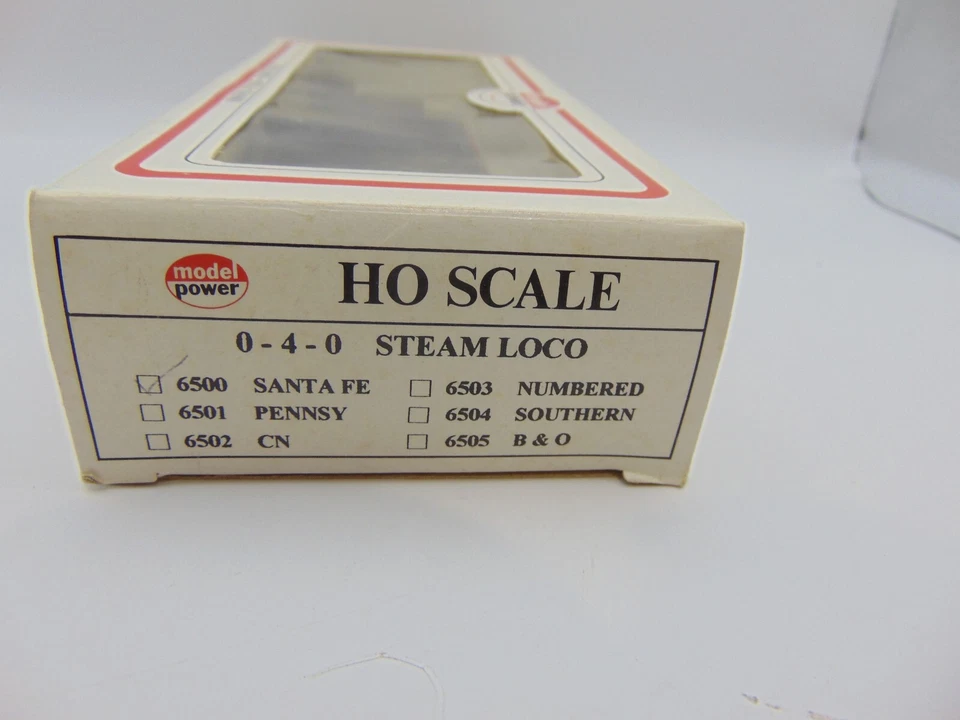 model
power
HO SCALE
0-4-0 STEAM LOCO
6500 SANTA FE
6501 PENNSY
6502 CN
6503 NUMBERED
6504 SOUTHERN
6505 B & O